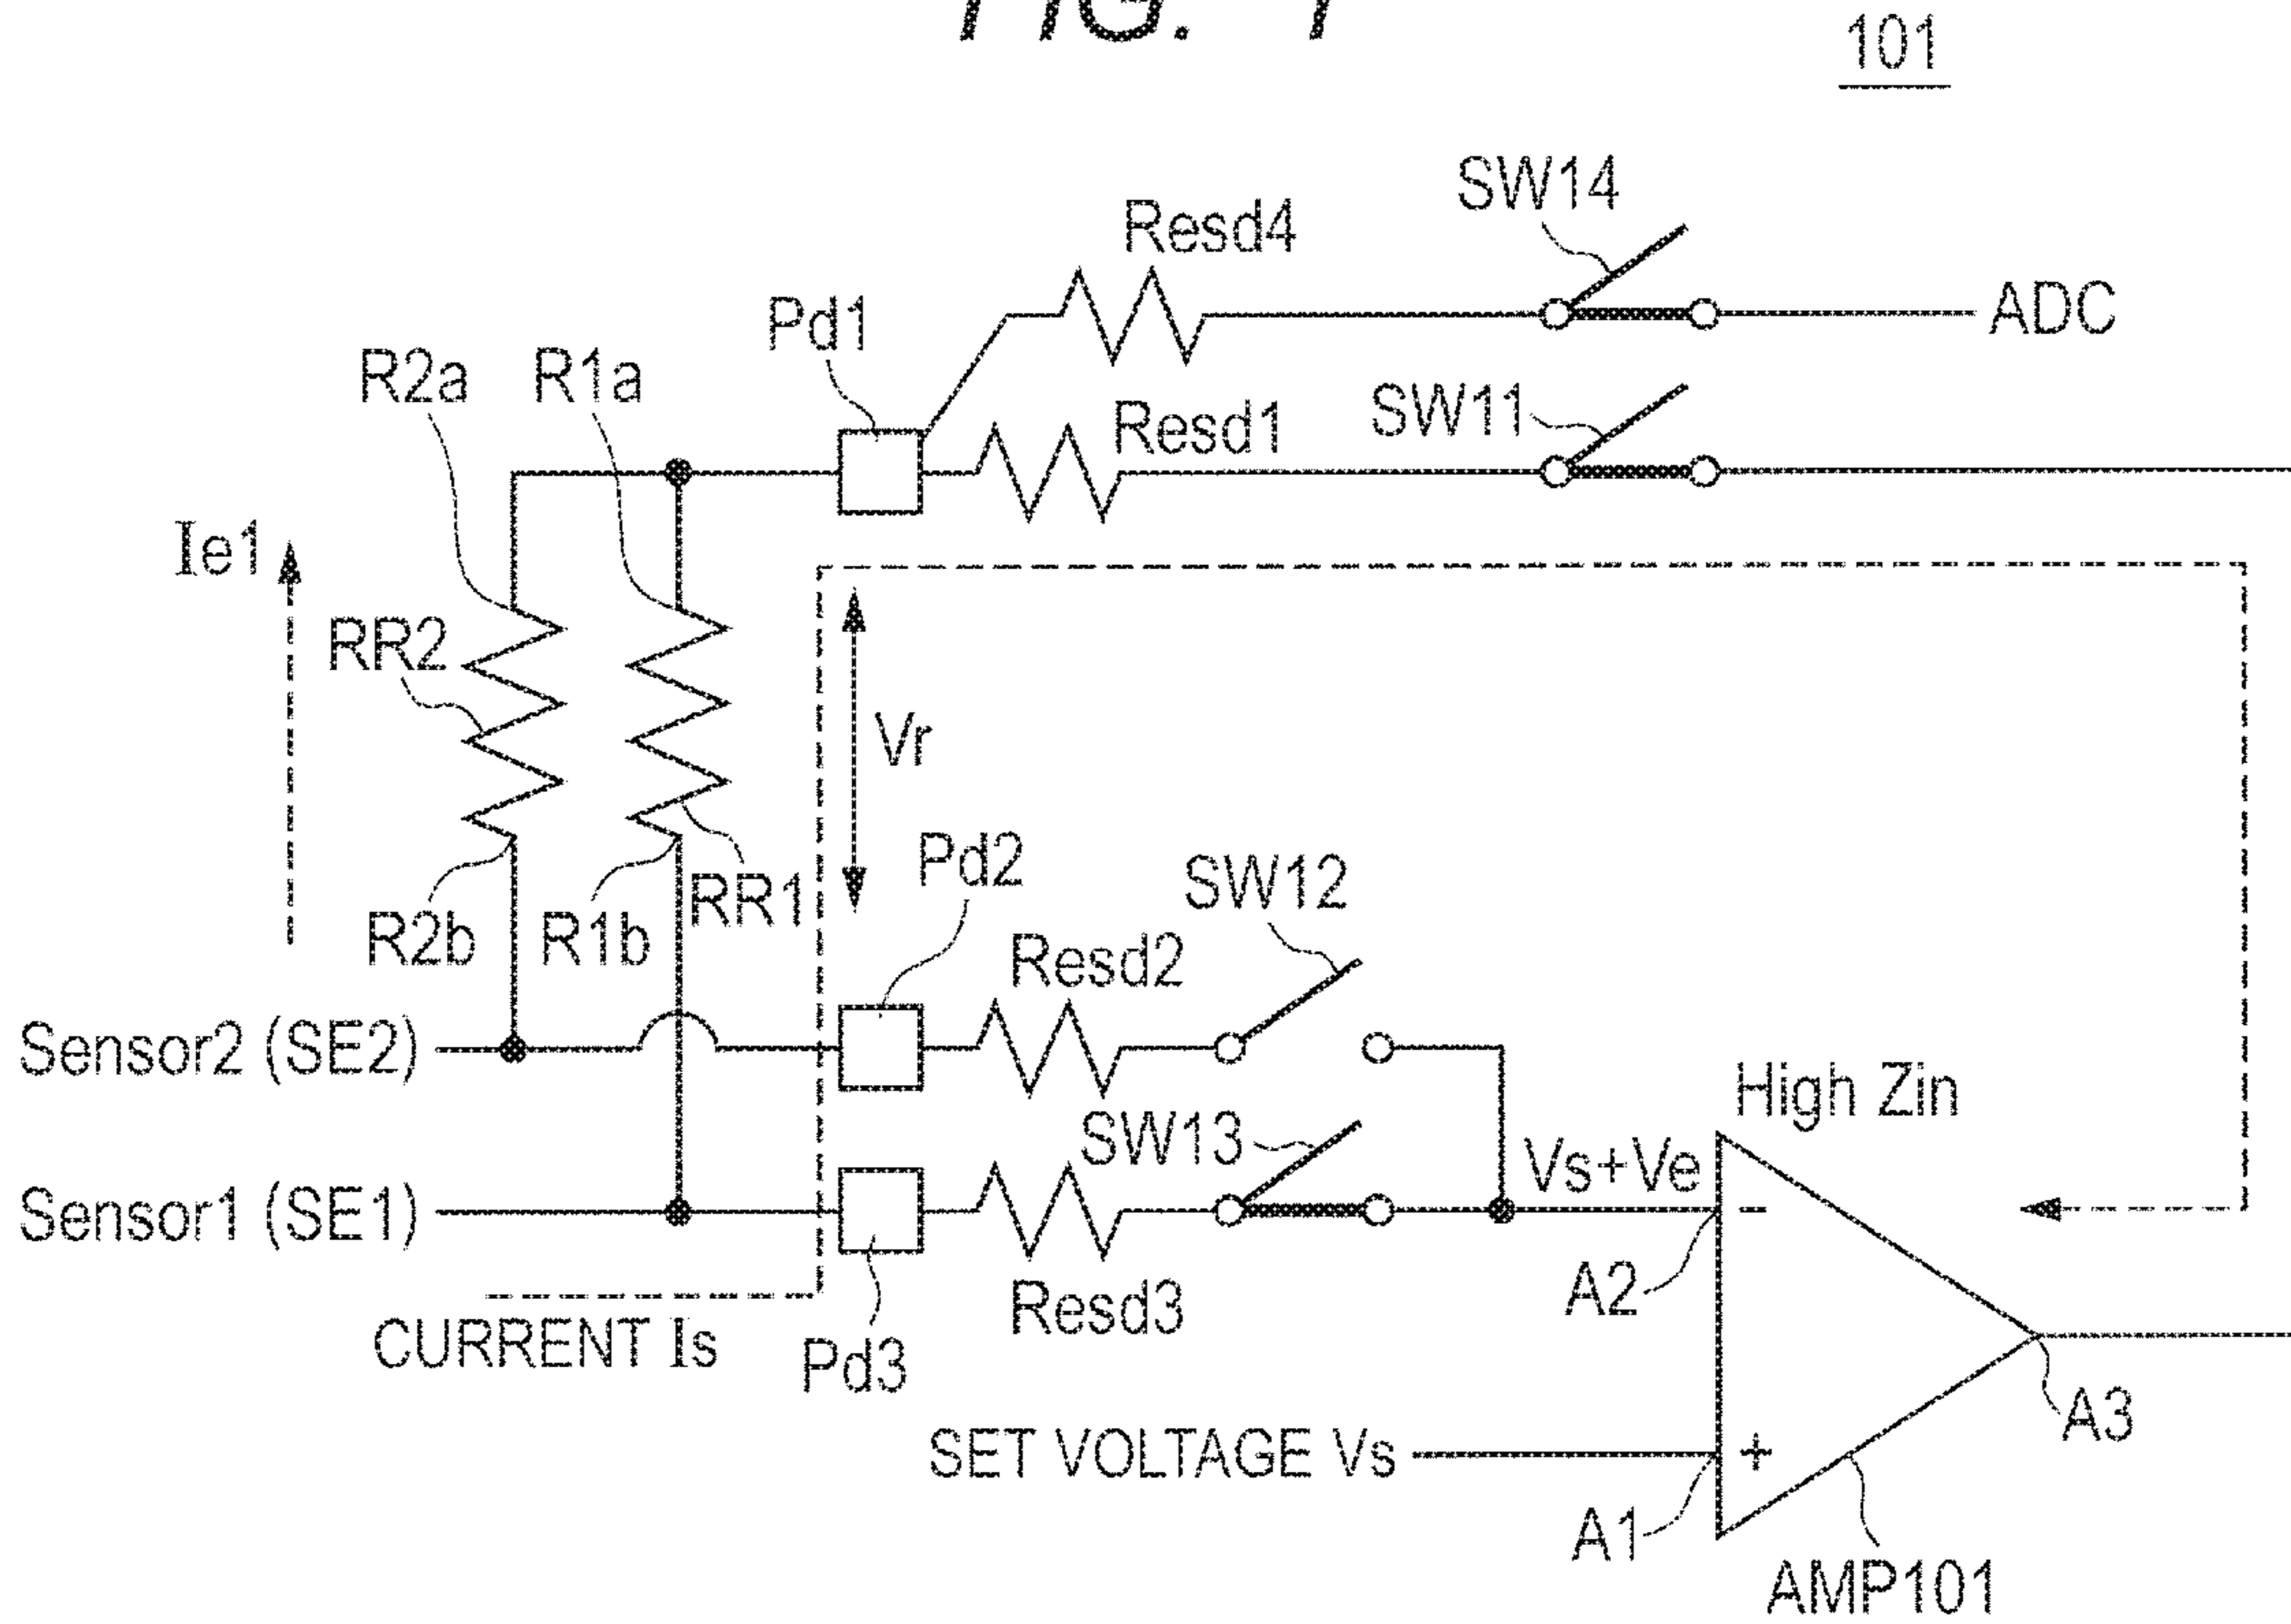 FIG. 1
101
SW14
Resd4
ADC
Pd1
R2a
R1a
SW11
Resd1
Ie1
RR2
Vr
Pd2
SW12
RR1
R2b
R1b
Resd2
Sensor2 (SE2)
High Zin
SW13
Vs+Ve
Sensor1 (SE1)
-
A2
Resd3
CURRENT Is
Pd3
A3
SET VOLTAGE Vs
+
A1
AMP101